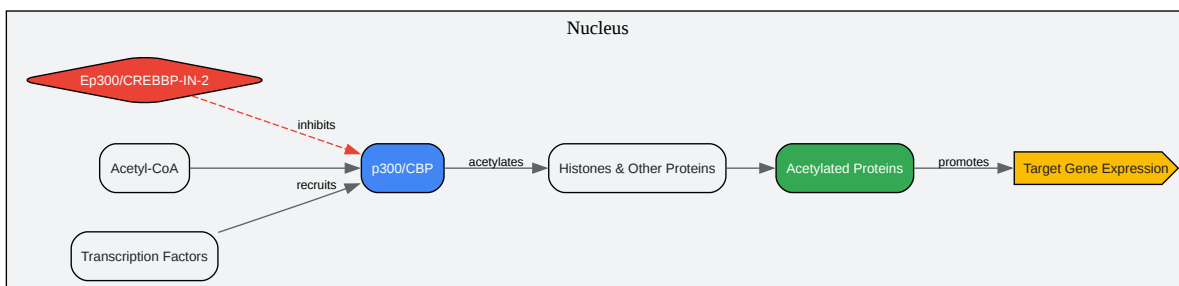 Nucleus
Ep300/CREBBP-IN-2
inhibits
Acetyl-CoA
p300/CBP
acetylates
Histones & Other Proteins
Acetylated Proteins
promotes
Target Gene Expression
recruits
Transcription Factors